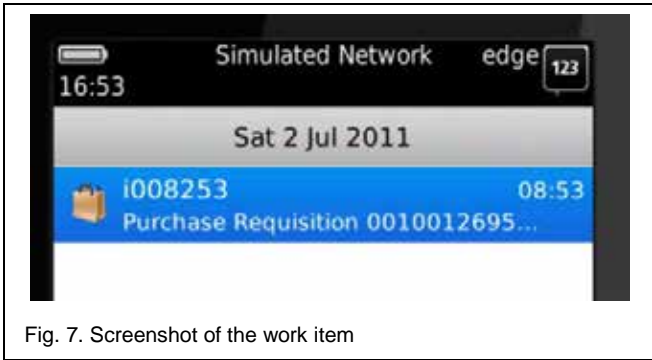 Simulated Network edge 123
16:53
Sat 2 Jul 2011
i008253 08:53
Purchase Requisition 0010012695...
Fig. 7. Screenshot of the work item